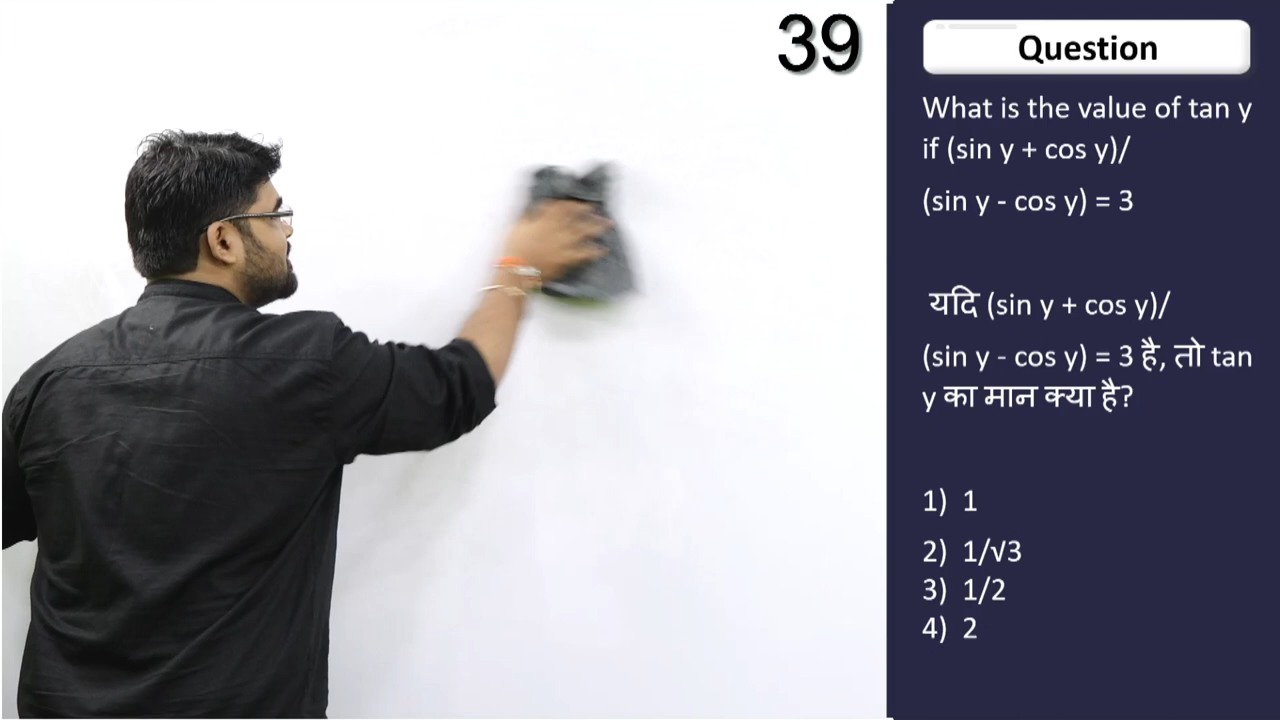 39
Question
What is the value of tan y
if (sin y + cos y)/
(sin y - cos y) = 3
यदि (sin y + cos y)/
(sin y - cos y) = 3 है, तो tan
y का मान क्या है?
1) 1
2) 1/√3
3) 1/2
4) 2